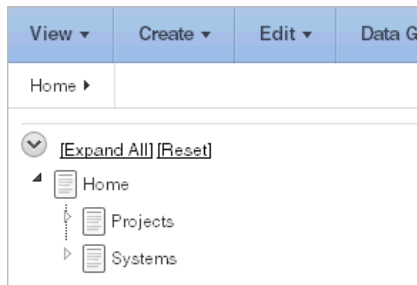 View Create Edit Data G
Home
[Expand All] [Reset]
Home
Projects
Systems